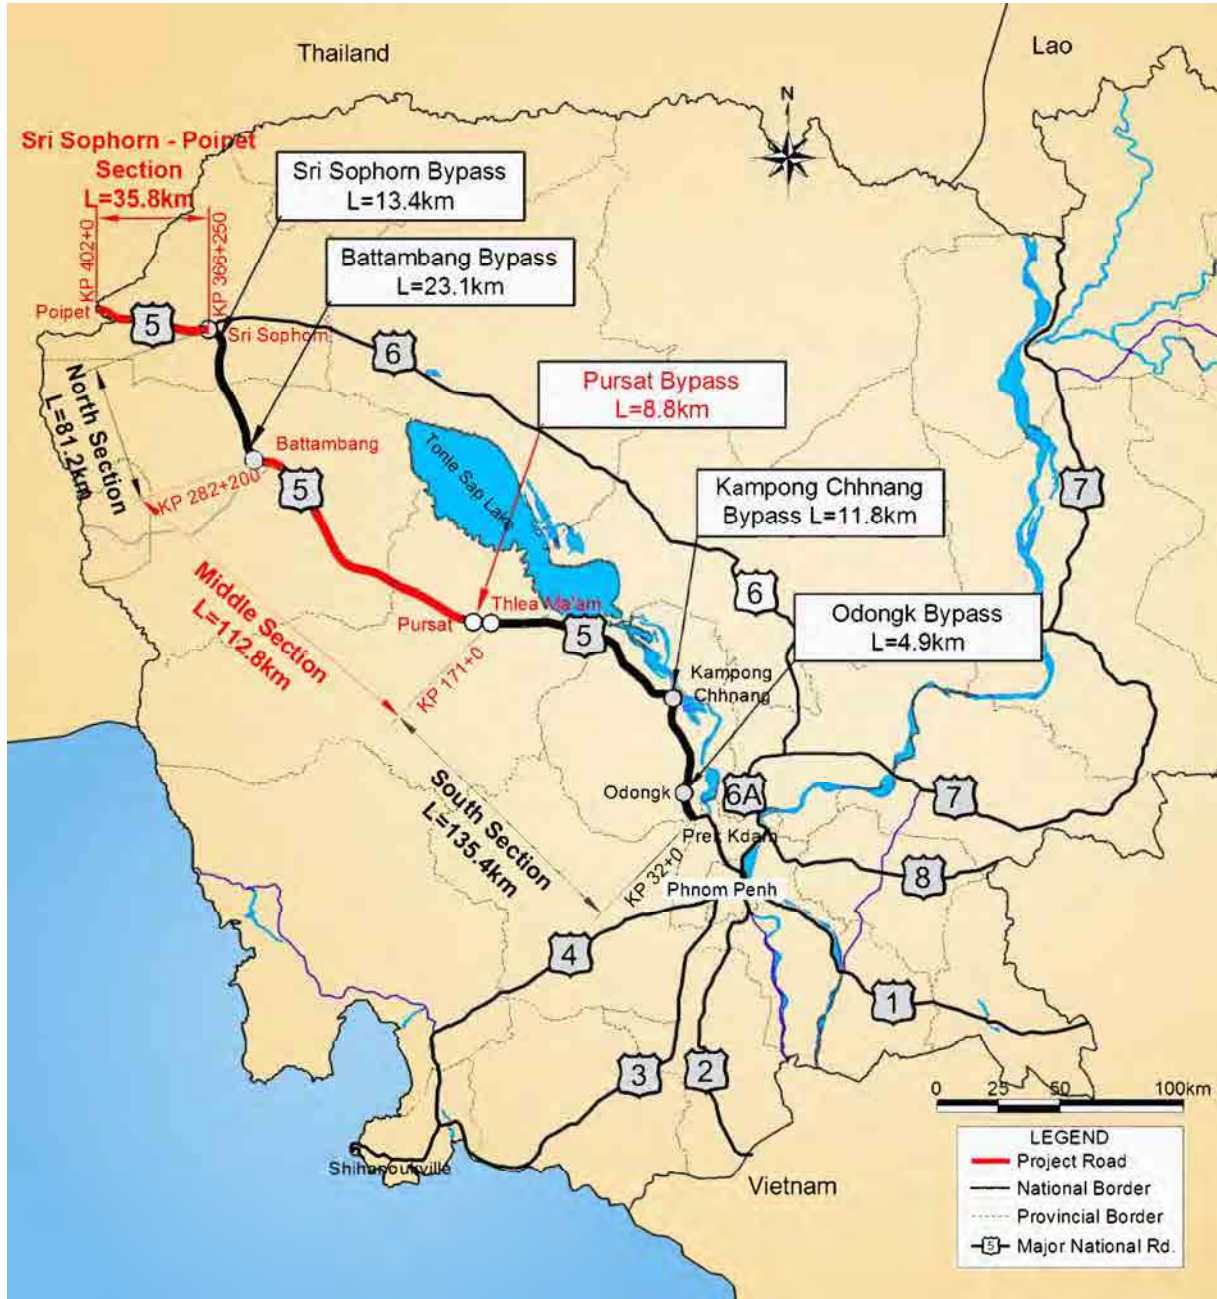 Thailand
Lao
N
Sri Sophorn - Poipet
Section
L=35.8km
KP 402+0
KP 366+250
Sri Sophorn Bypass
L=13.4km
Battambang Bypass
L=23.1km
Poipet
5
Sri Sophorn
6
North Section
L=81.2km
Pursat Bypass
L=8.8km
Battambang
KP 282+200
5
Tonle Sap Lake
Kampong Chhnang
Bypass L=11.8km
7
Middle Section
L=112.8km
Thlea Ma'am
Pursat
KP 171+0
5
6
Odongk Bypass
L=4.9km
Kampong
Chhnang
South Section
L=135.4km
Odongk
6A
7
Prek Kdam
KP 32+0
Phnom Penh
8
4
1
3
2
0 25 50 100km
Shihanoukville
Vietnam
LEGEND
Project Road
National Border
Provincial Border
5 Major National Rd.